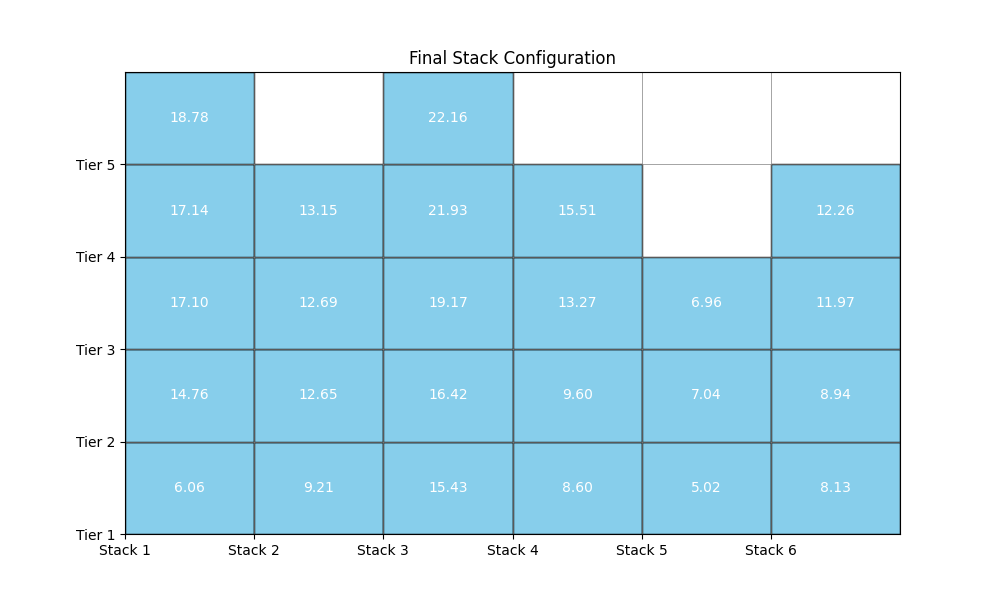 Final Stack Configuration
18.78 22.16
Tier 5
17.14 13.15 21.93 15.51 12.26
Tier 4
17.10 12.69 19.17 13.27 6.96 11.97
Tier 3
14.76 12.65 16.42 9.60 7.04 8.94
Tier 2
6.06 9.21 15.43 8.60 5.02 8.13
Tier 1
Stack 1 Stack 2 Stack 3 Stack 4 Stack 5 Stack 6